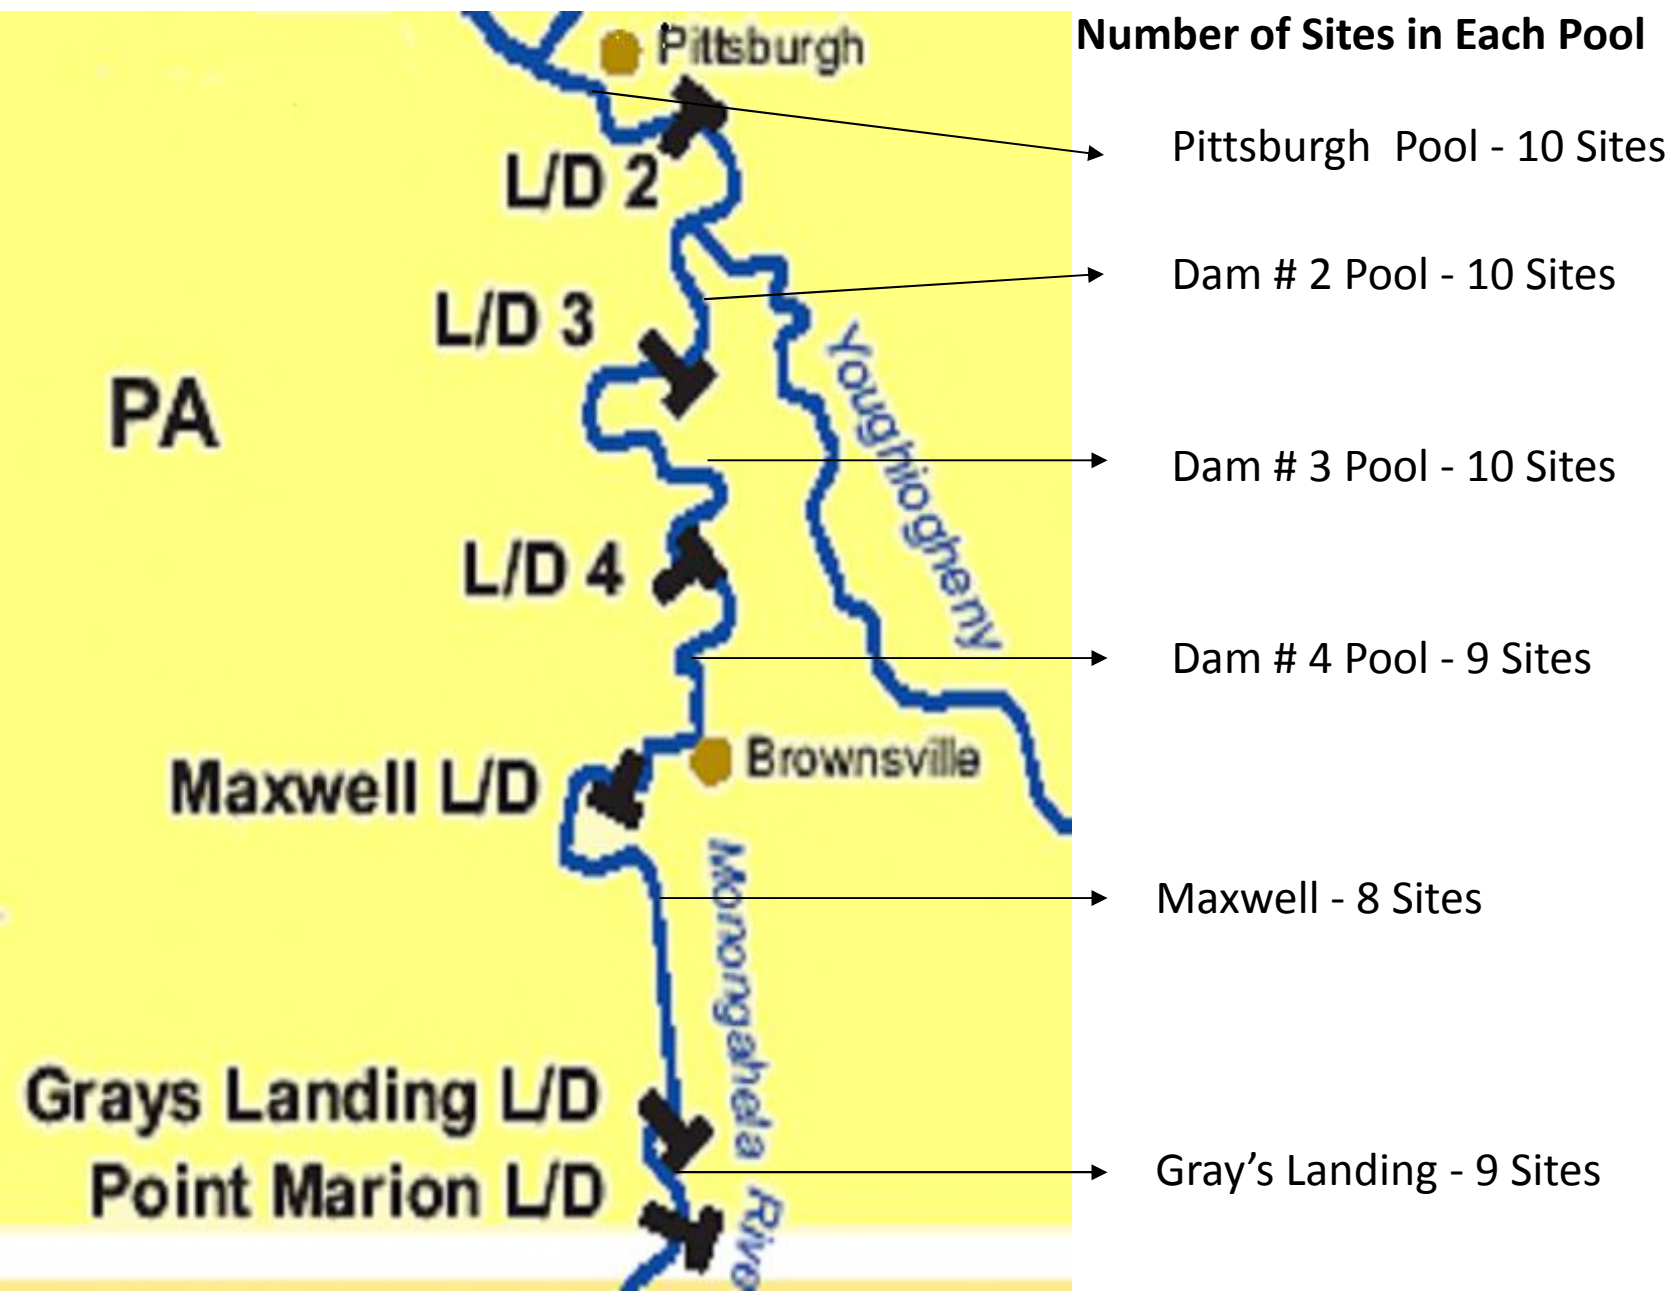 Number of Sites in Each Pool
Pittsburgh
Pittsburgh Pool - 10 Sites
L/D 2
Dam # 2 Pool - 10 Sites
L/D 3
Youghiogheny
PA
Dam # 3 Pool - 10 Sites
L/D 4
Dam # 4 Pool - 9 Sites
Brownsville
Maxwell L/D
Monongahela Rive
Maxwell - 8 Sites
Grays Landing L/D
Gray’s Landing - 9 Sites
Point Marion L/D